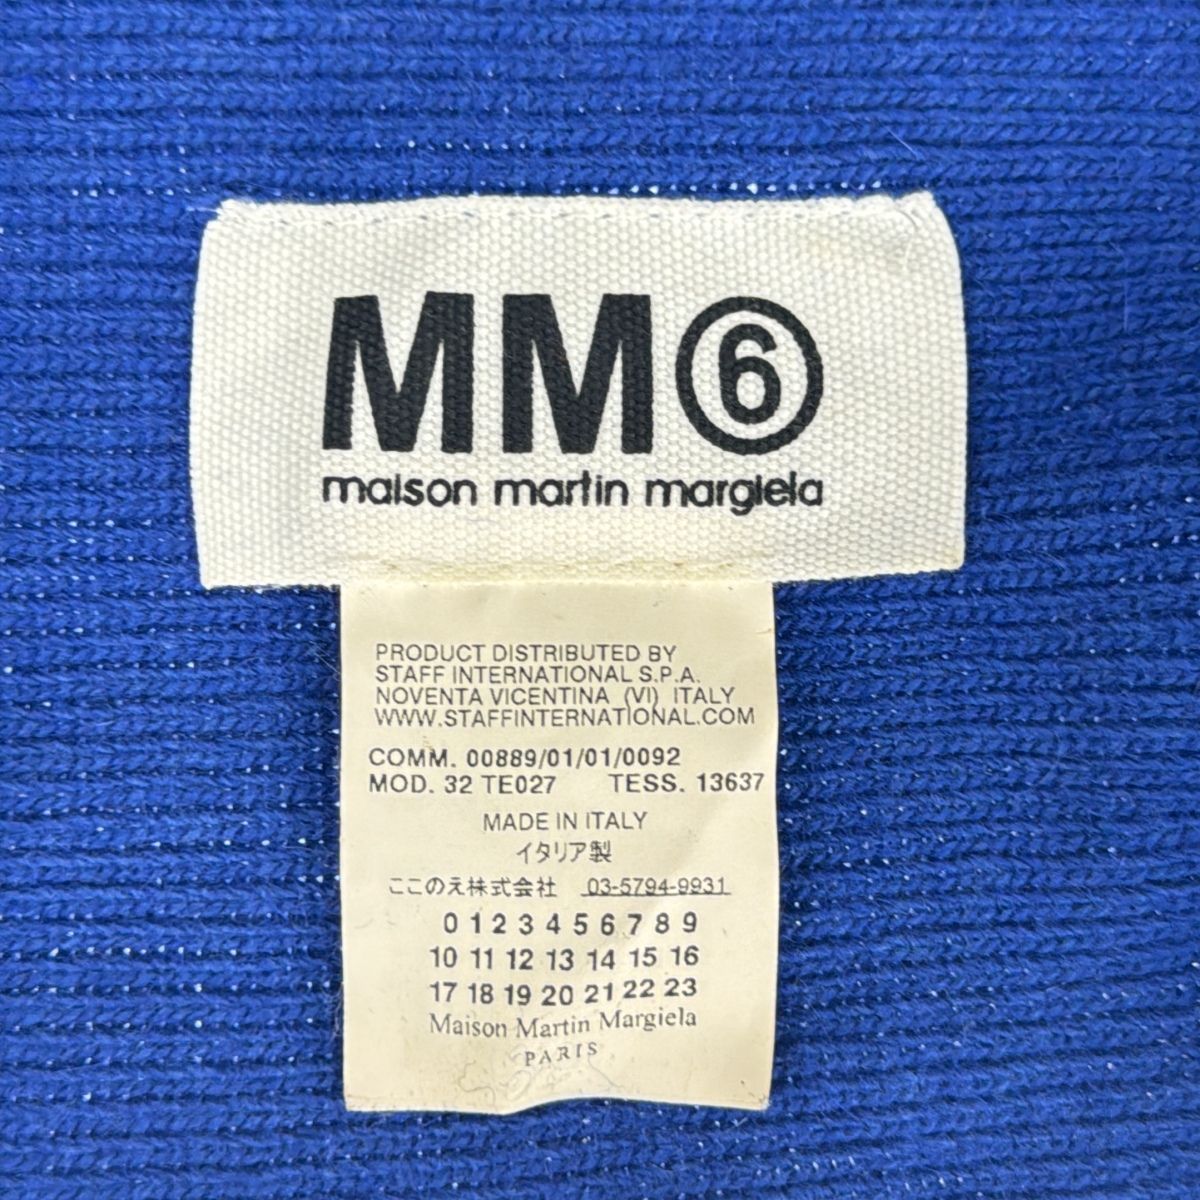 MM⑥
maison martin margiela
PRODUCT DISTRIBUTED BY
STAFF INTERNATIONAL S.P.A.
NOVENTA VICENTINA (VI) ITALY
WWW.STAFFINTERNATIONAL.COM
COMM. 00889/01/01/0092
MOD. 32 TE027 TESS. 13637
MADE IN ITALY
イタリア製
ここのえ株式会社 03-5794-9931
0 1 2 3 4 5 6 7 8 9
10 11 12 13 14 15 16
17 18 19 20 21 22 23
Maison Martin Margiela
PARIS